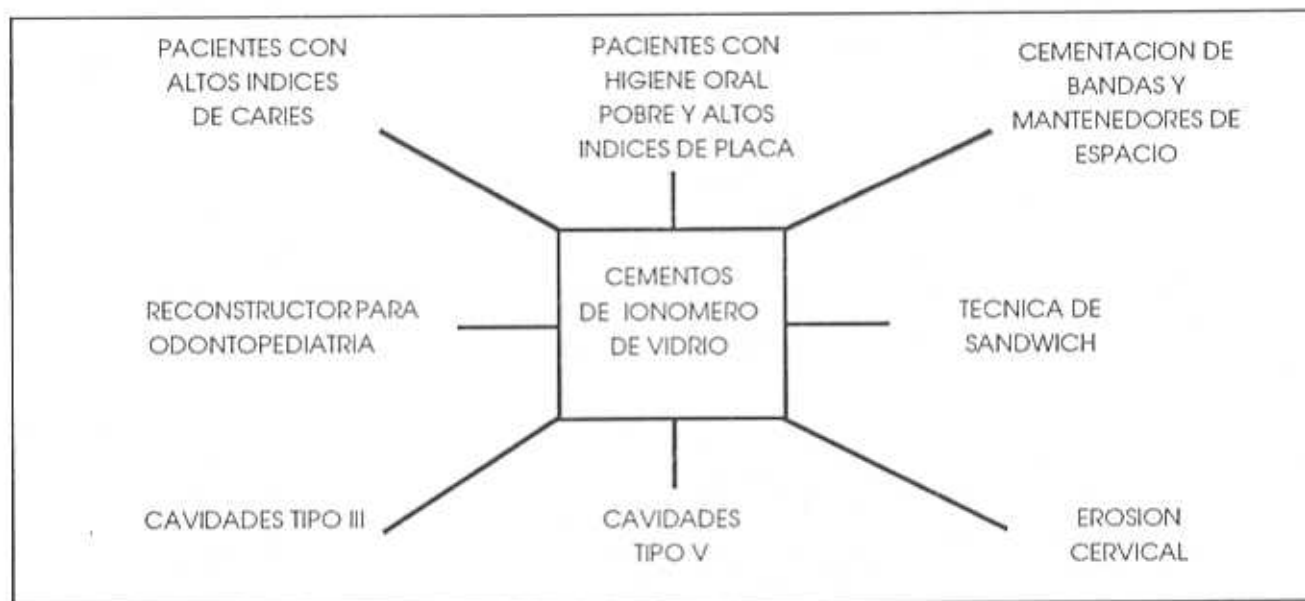 PACIENTES CON
ALTOS INDICES
DE CARIES
PACIENTES CON
HIGIENE ORAL
POBRE Y ALTOS
INDICES DE PLACA
CEMENTACION DE
BANDAS Y
MANTENEDORES DE
ESPACIO
RECONSTRUCTOR PARA
ODONTOPEDIATRIA
CEMENTOS
DE IONOMERO
DE VIDRIO
TECNICA DE
SANDWICH
CAVIDADES TIPO III
CAVIDADES
TIPO V
EROSION
CERVICAL